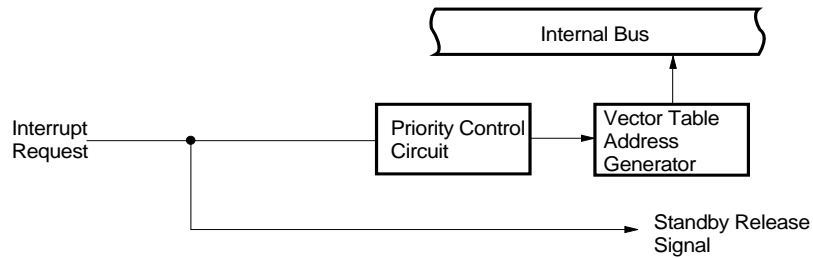 Internal Bus
Interrupt
Request
Priority Control
Circuit
Vector Table
Address
Generator
Standby Release
Signal